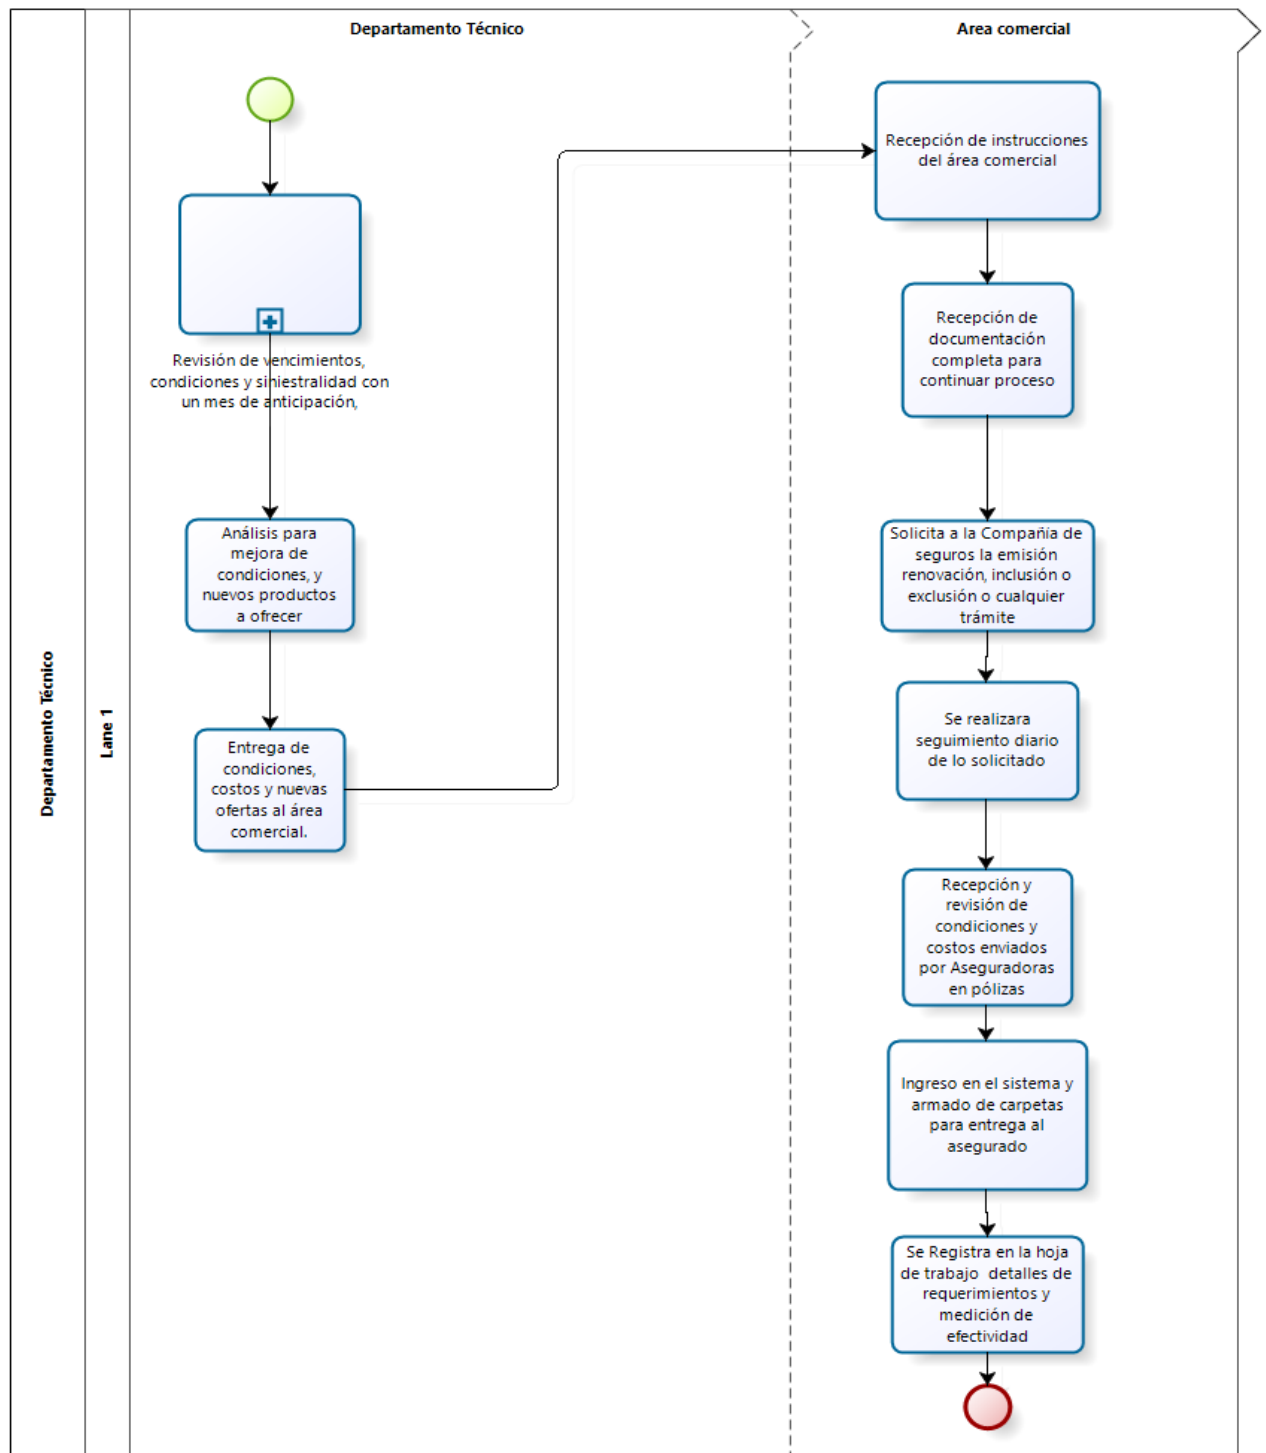 Departamento Técnico
Area comercial
Departamento Técnico
Lane 1
Revisión de vencimientos,
condiciones y siniestralidad con
un mes de anticipación,
Análisis para
mejora de
condiciones, y
nuevos productos
a ofrecer
Entrega de
condiciones,
costos y nuevas
ofertas al área
comercial.
Recepción de instrucciones
del área comercial
Recepción de
documentación
completa para
continuar proceso
Solicita a la Compañía de
seguros la emisión
renovación, inclusión o
exclusión o cualquier
trámite
Se realizara
seguimiento diario
de lo solicitado
Recepción y
revisión de
condiciones y
costos enviados
por Aseguradoras
en pólizas
Ingreso en el sistema y
armado de carpetas
para entrega al
asegurado
Se Registra en la hoja
de trabajo  detalles de
requerimientos y
medición de
efectividad